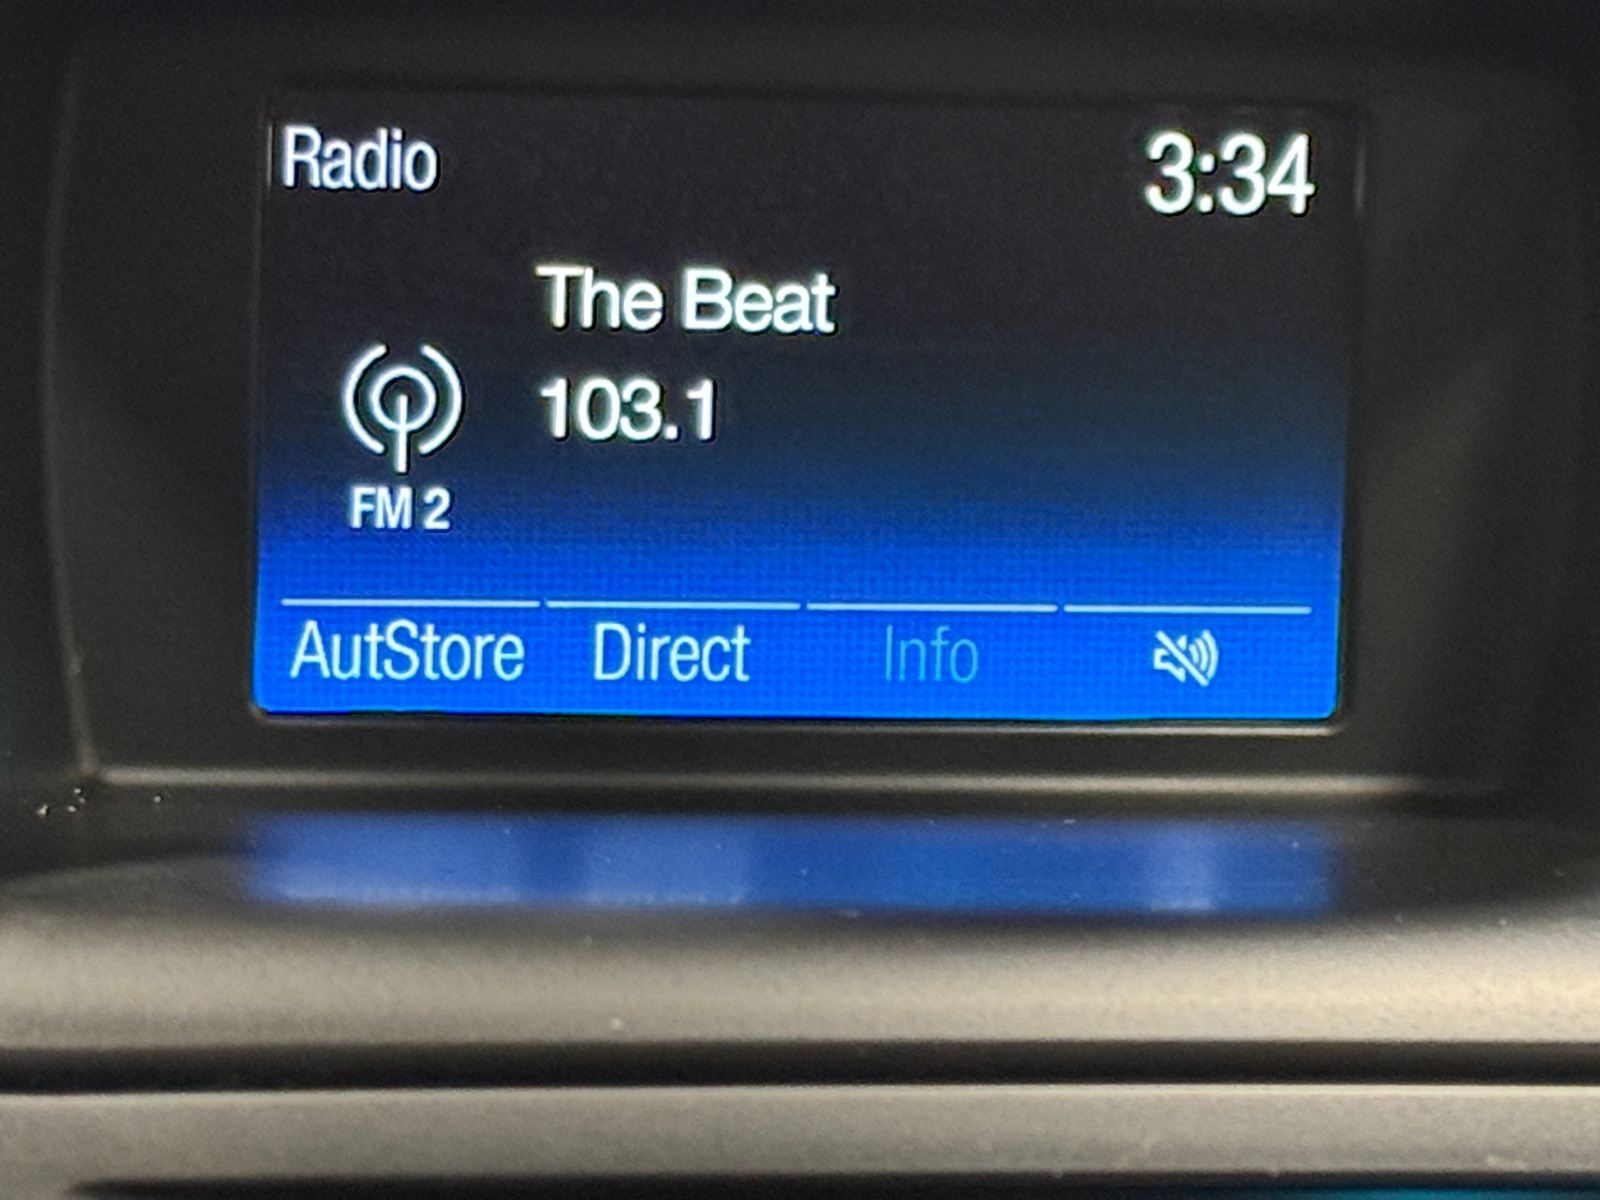 Radio 3:34
The Beat
103.1
FM 2
AutStore Direct Info